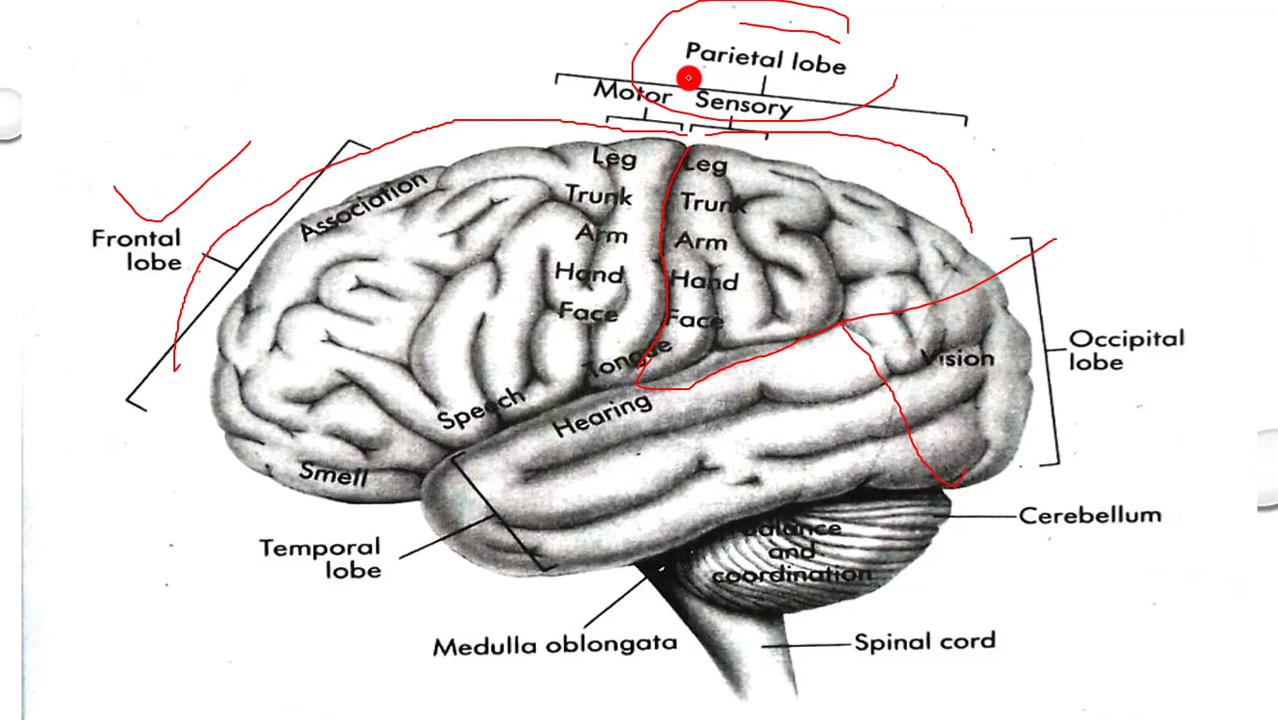 Parietal lobe
Motor Sensory
Leg Leg
Trunk Trunk
Arm Arm
Hand Hand
Face Face
Tongue
Association
Frontal
lobe
Speech
Hearing
Smell
Vision
Occipital
lobe
Temporal
lobe
Cerebellum
Balance
and
coordination
Medulla oblongata
Spinal cord